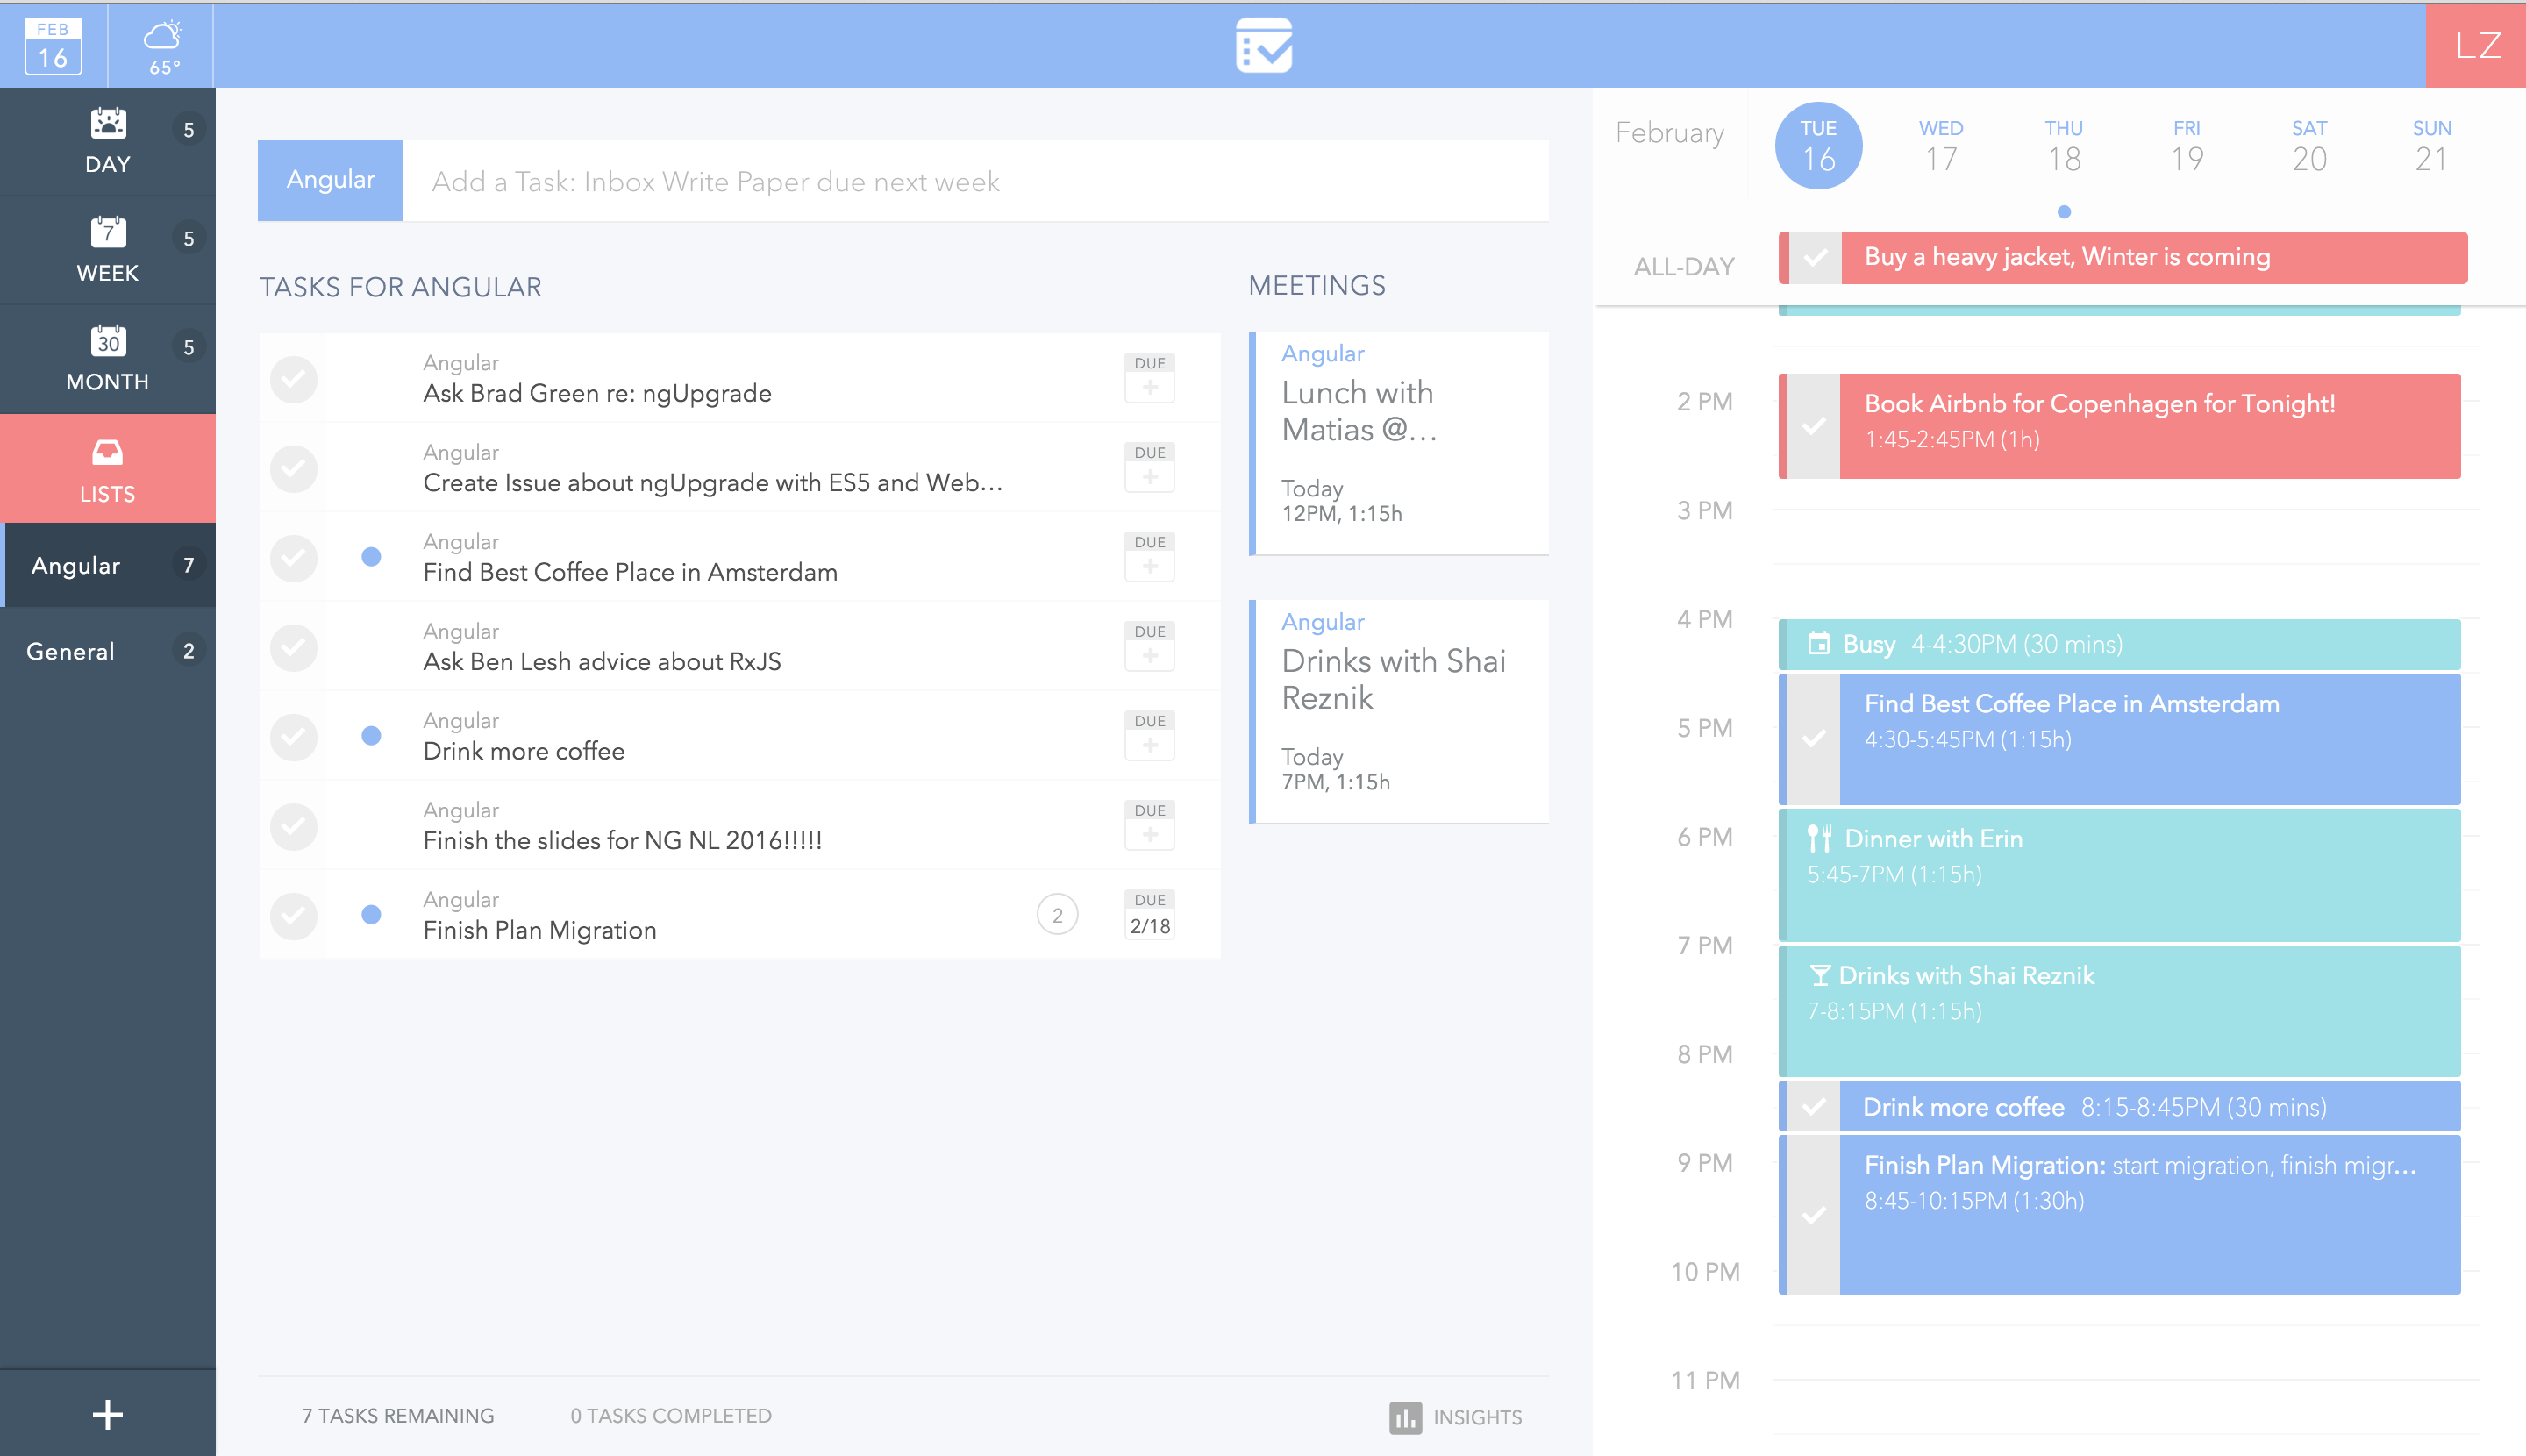 FEB
16
65°
LZ
DAY
5
7
WEEK
5
30
MONTH
5
LISTS
Angular
7
General
2
Angular
Add a Task: Inbox Write Paper due next week
TASKS FOR ANGULAR
Angular
Ask Brad Green re: ngUpgrade
DUE
Angular
Create Issue about ngUpgrade with ES5 and Web...
DUE
Angular
Find Best Coffee Place in Amsterdam
DUE
Angular
Ask Ben Lesh advice about RxJS
DUE
Angular
Drink more coffee
DUE
Angular
Finish the slides for NG NL 2016!!!!!
DUE
Angular
Finish Plan Migration
2
DUE
2/18
MEETINGS
Angular
Lunch with
Matias @...
Today
12PM, 1:15h
Angular
Drinks with Shai
Reznik
Today
7PM, 1:15h
7 TASKS REMAINING
0 TASKS COMPLETED
INSIGHTS
February
TUE
16
WED
17
THU
18
FRI
19
SAT
20
SUN
21
ALL-DAY
Buy a heavy jacket, Winter is coming
2 PM
Book Airbnb for Copenhagen for Tonight!
1:45-2:45PM (1h)
3 PM
4 PM
Busy 4-4:30PM (30 mins)
Find Best Coffee Place in Amsterdam
4:30-5:45PM (1:15h)
5 PM
6 PM
Dinner with Erin
5:45-7PM (1:15h)
7 PM
Drinks with Shai Reznik
7-8:15PM (1:15h)
8 PM
Drink more coffee 8:15-8:45PM (30 mins)
9 PM
Finish Plan Migration: start migration, finish migr...
8:45-10:15PM (1:30h)
10 PM
11 PM